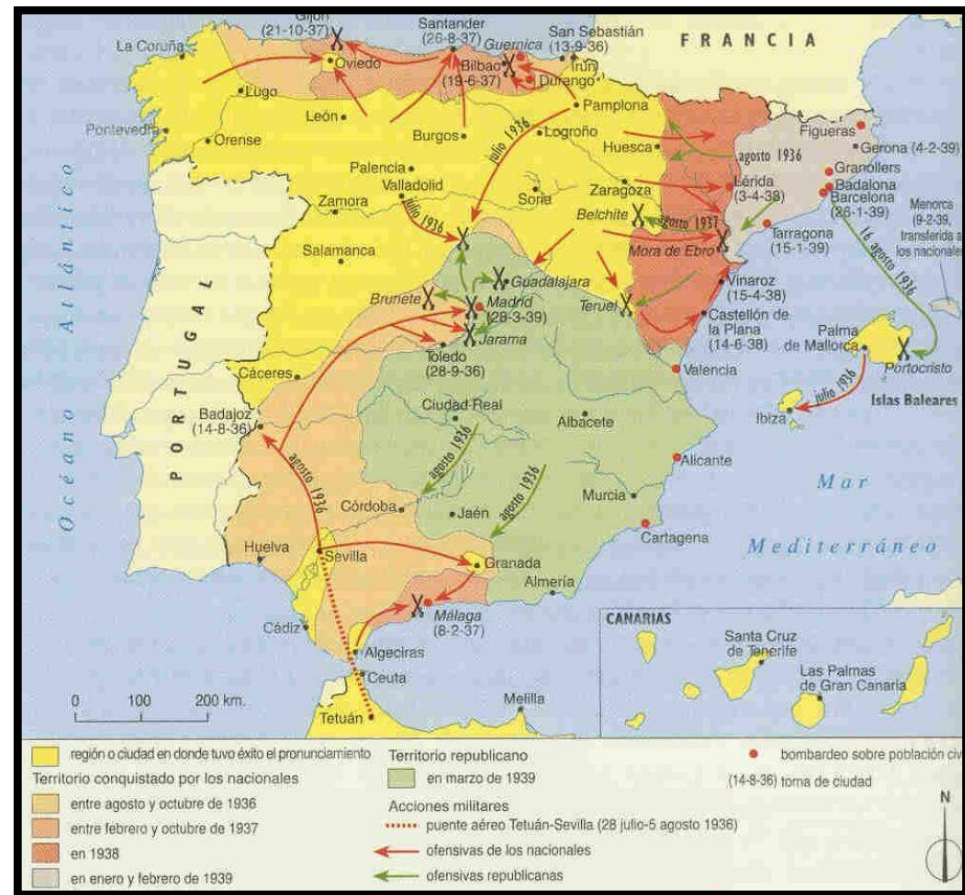 Gijón
(21-10-37)
Santander
(26-8-37)
San Sebastián
(13-9-36)
FRANCIA
La Coruña
Oviedo
Guernica
Bilbao
(19-6-37)
Irún
Durango
Lugo
León
Pamplona
Pontevedra
Orense
Burgos
Logroño
Huesca
Figueras
Gerona (4-2-39)
julio 1936
agosto 1936
Palencia
Valladolid
Soria
Zaragoza
Lérida
(3-4-38)
Granollers
Badalona
Barcelona
(26-1-39)
Menorca
(9-2-39,
transferida a
los nacionales
Zamora
julio 1936
Belchite
agosto 1937
Mora de Ebro
Tarragona
(15-1-39)
16 agosto 1936
Salamanca
Guadalajara
Brunete
Madrid
(28-3-39)
Teruel
Vinaroz
(15-4-38)
Jarama
Castellón de
la Plana
(14-6-38)
Palma
de Mallorca
Portocristo
Toledo
(28-9-36)
Cáceres
Valencia
julio 1936
Ibiza
Islas Baleares
Océano Atlántico
PORTUGAL
Badajoz
(14-8-36)
Ciudad Real
Albacete
agosto 1936
agosto 1936
agosto 1936
Alicante
Mar
Mediterráneo
Córdoba
Jaén
Murcia
Cartagena
Huelva
Sevilla
Granada
Almería
Málaga
(8-2-37)
Cádiz
Algeciras
Ceuta
Tetuán
Melilla
0 100 200 km.
CANARIAS
Santa Cruz
de Tenerife
Las Palmas
de Gran Canaria
región o ciudad en donde tuvo éxito el pronunciamiento
Territorio conquistado por los nacionales
entre agosto y octubre de 1936
entre febrero y octubre de 1937
en 1938
en enero y febrero de 1939
Territorio republicano
en marzo de 1939
Acciones militares
puente aéreo Tetuán-Sevilla (28 julio-5 agosto 1936)
ofensivas de los nacionales
ofensivas republicanas
bombardeo sobre población civ
(14-8-36) toma de ciudad
N